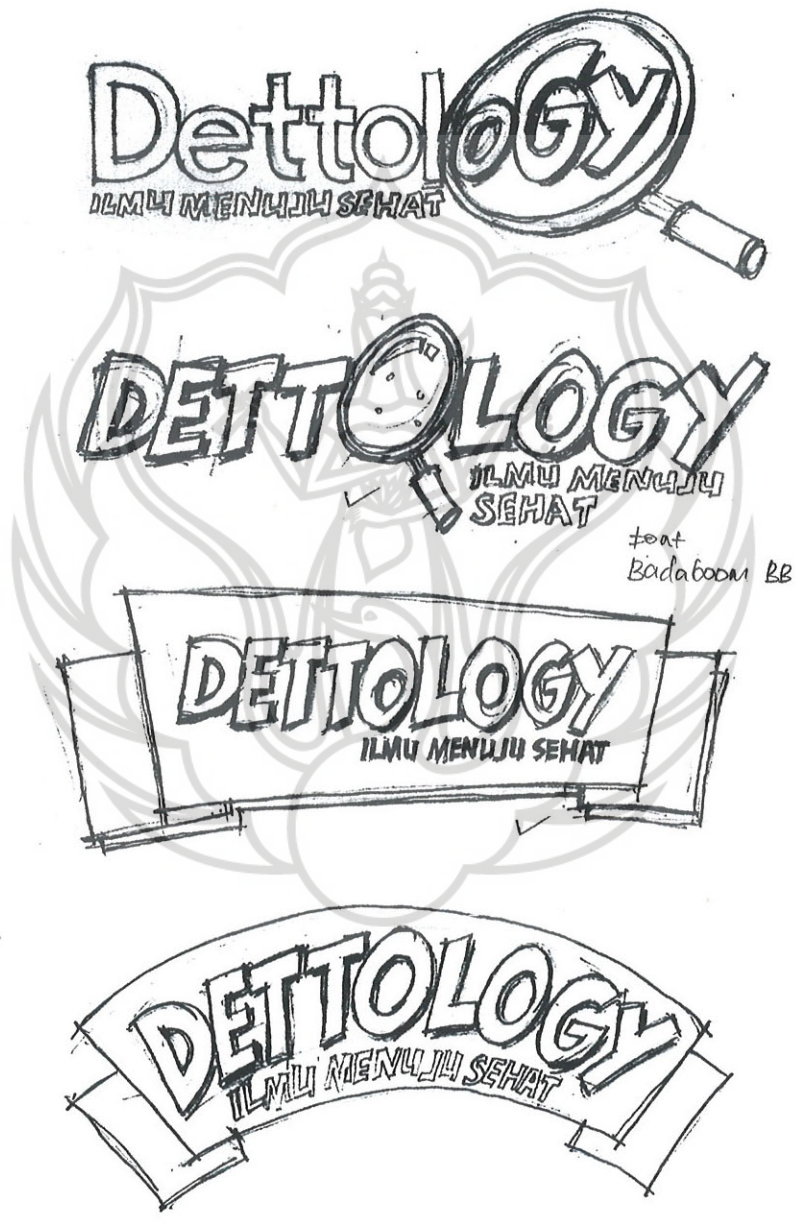 DettoloGY
ILMU MENUJU SEHAT
DETTOLOGY
ILMU MENUJU
SEHAT
font
Badaboom BB
DETTOLOGY
ILMU MENUJU SEHAT
DETTOLOGY
ILMU MENUJU SEHAT